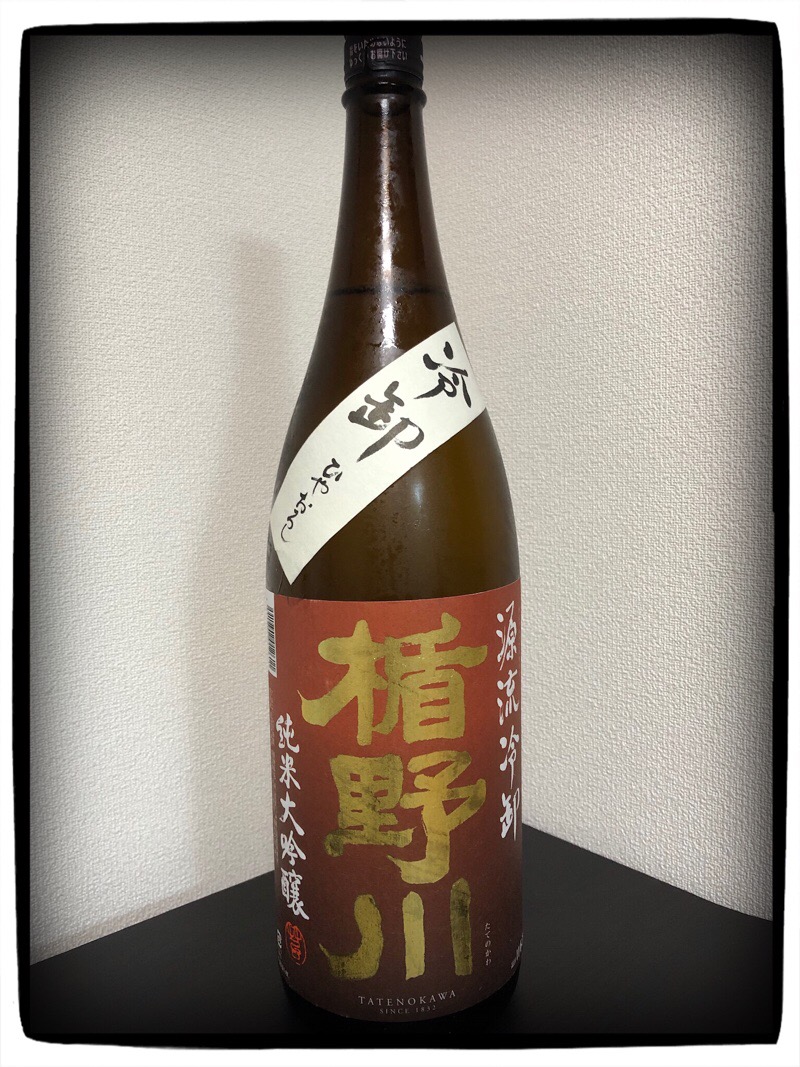 冷卸
ひやおろし
源流冷卸
楯野川
たてのかわ
純米大吟醸
TATENOKAWA
SINCE 1832